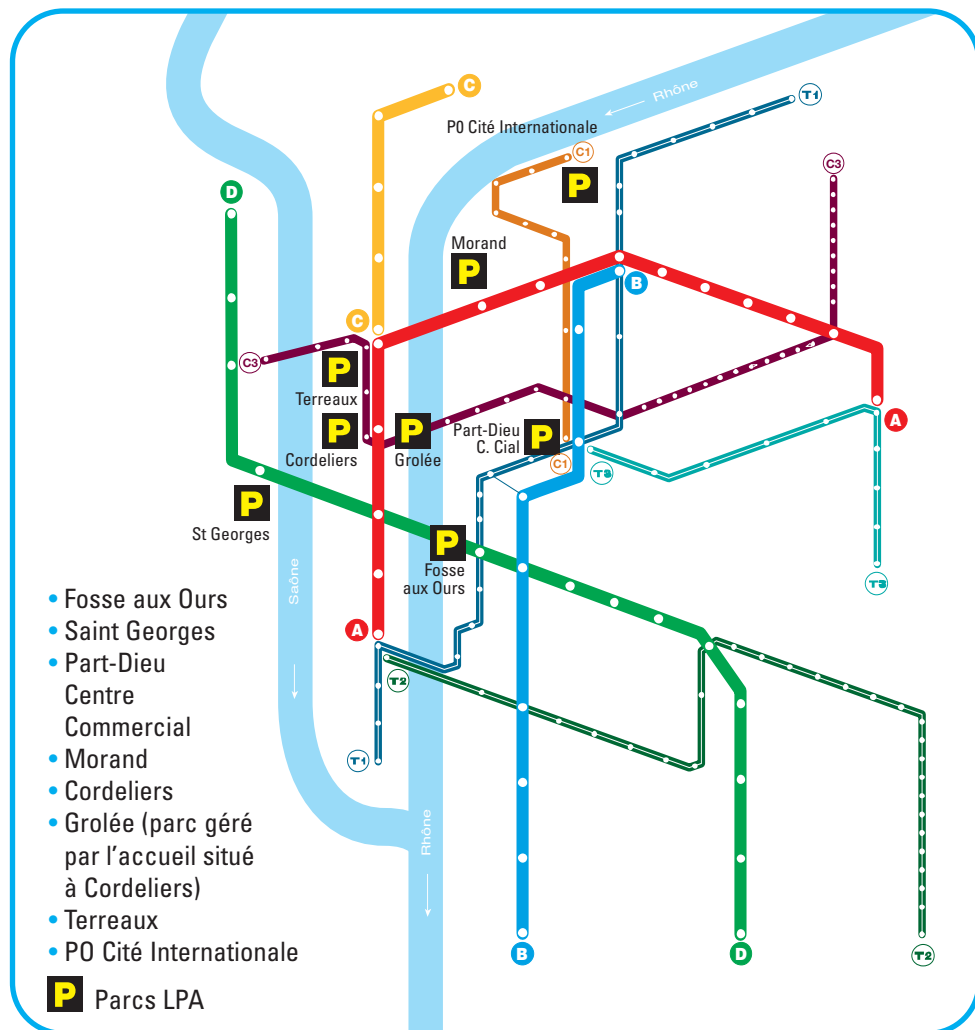 C
T1
Rhône
P0 Cité Internationale
C1
P
C3
D
Morand
P
B
C
C3
P
Terreaux
P
Cordeliers
P
Grolée
Part-Dieu
C. Cial
P
C1
T3
A
P
St Georges
P
Fosse
aux Ours
T3
Saône
A
T2
T1
Rhône
B
D
T2
• Fosse aux Ours
• Saint Georges
• Part-Dieu
Centre
Commercial
• Morand
• Cordeliers
• Grolée (parc géré
par l'accueil situé
à Cordeliers)
• Terreaux
• P0 Cité Internationale
P Parcs LPA